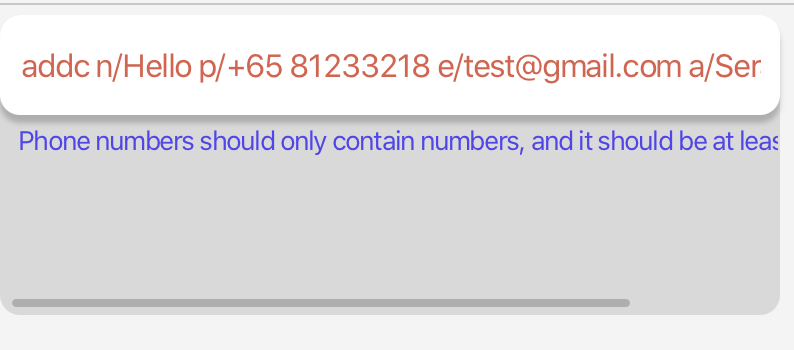 addc n/Hello p/+65 81233218 e/test@gmail.com a/Ser
Phone numbers should only contain numbers, and it should be at leas